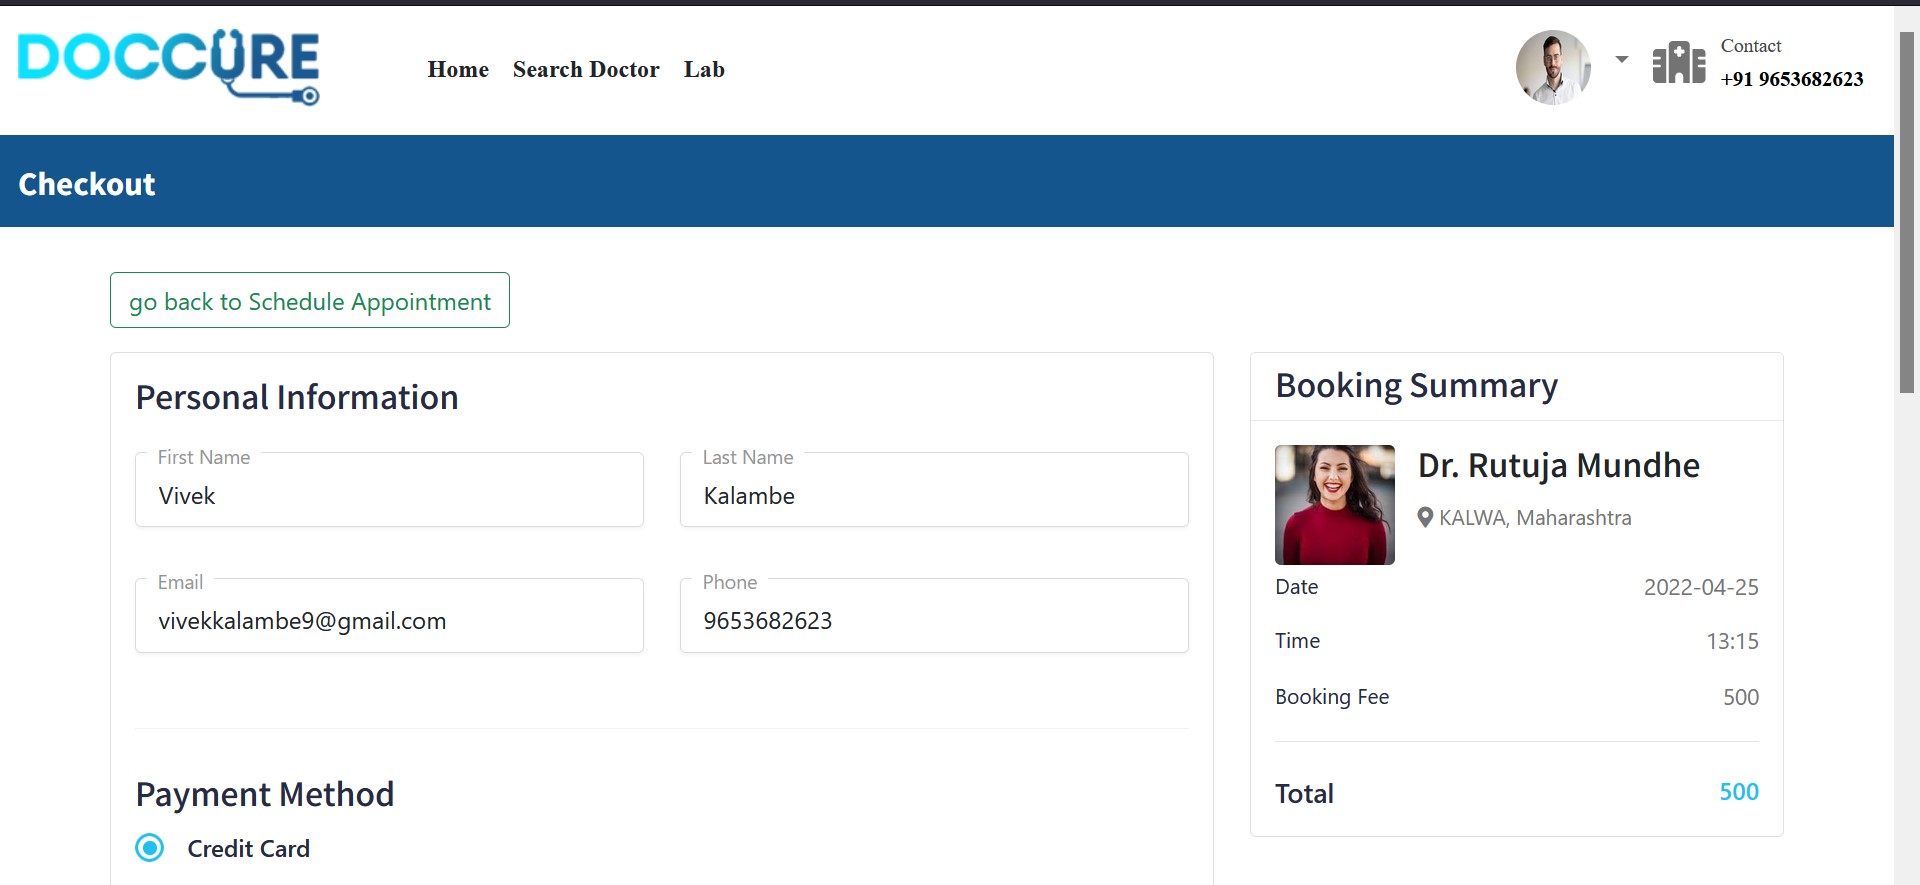 DOCCURE
Home Search Doctor Lab
Contact
+91 9653682623
Checkout
go back to Schedule Appointment
Personal Information
First Name
Vivek
Last Name
Kalambe
Email
vivekkalambe9@gmail.com
Phone
9653682623
Payment Method
Credit Card
Booking Summary
Dr. Rutuja Mundhe
KALWA, Maharashtra
Date 2022-04-25
Time 13:15
Booking Fee 500
Total 500